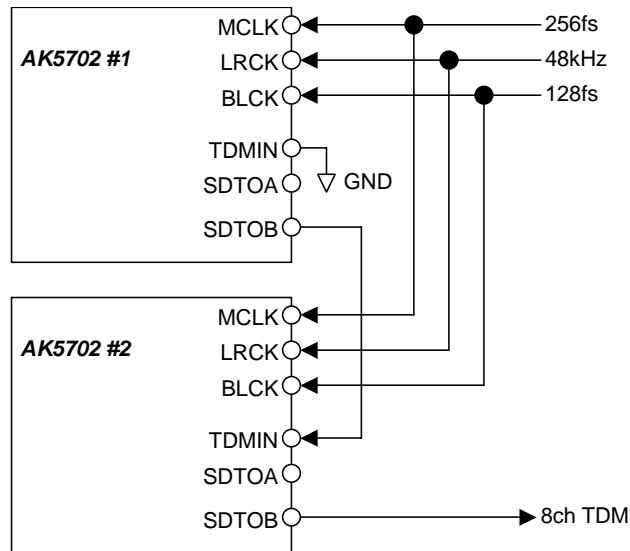 MCLK 256fs
AK5702 #1 LRCK 48kHz
BLCK 128fs
TDMIN
SDTOA GND
SDTOB
MCLK
AK5702 #2 LRCK
BLCK
TDMIN
SDTOA
SDTOB 8ch TDM